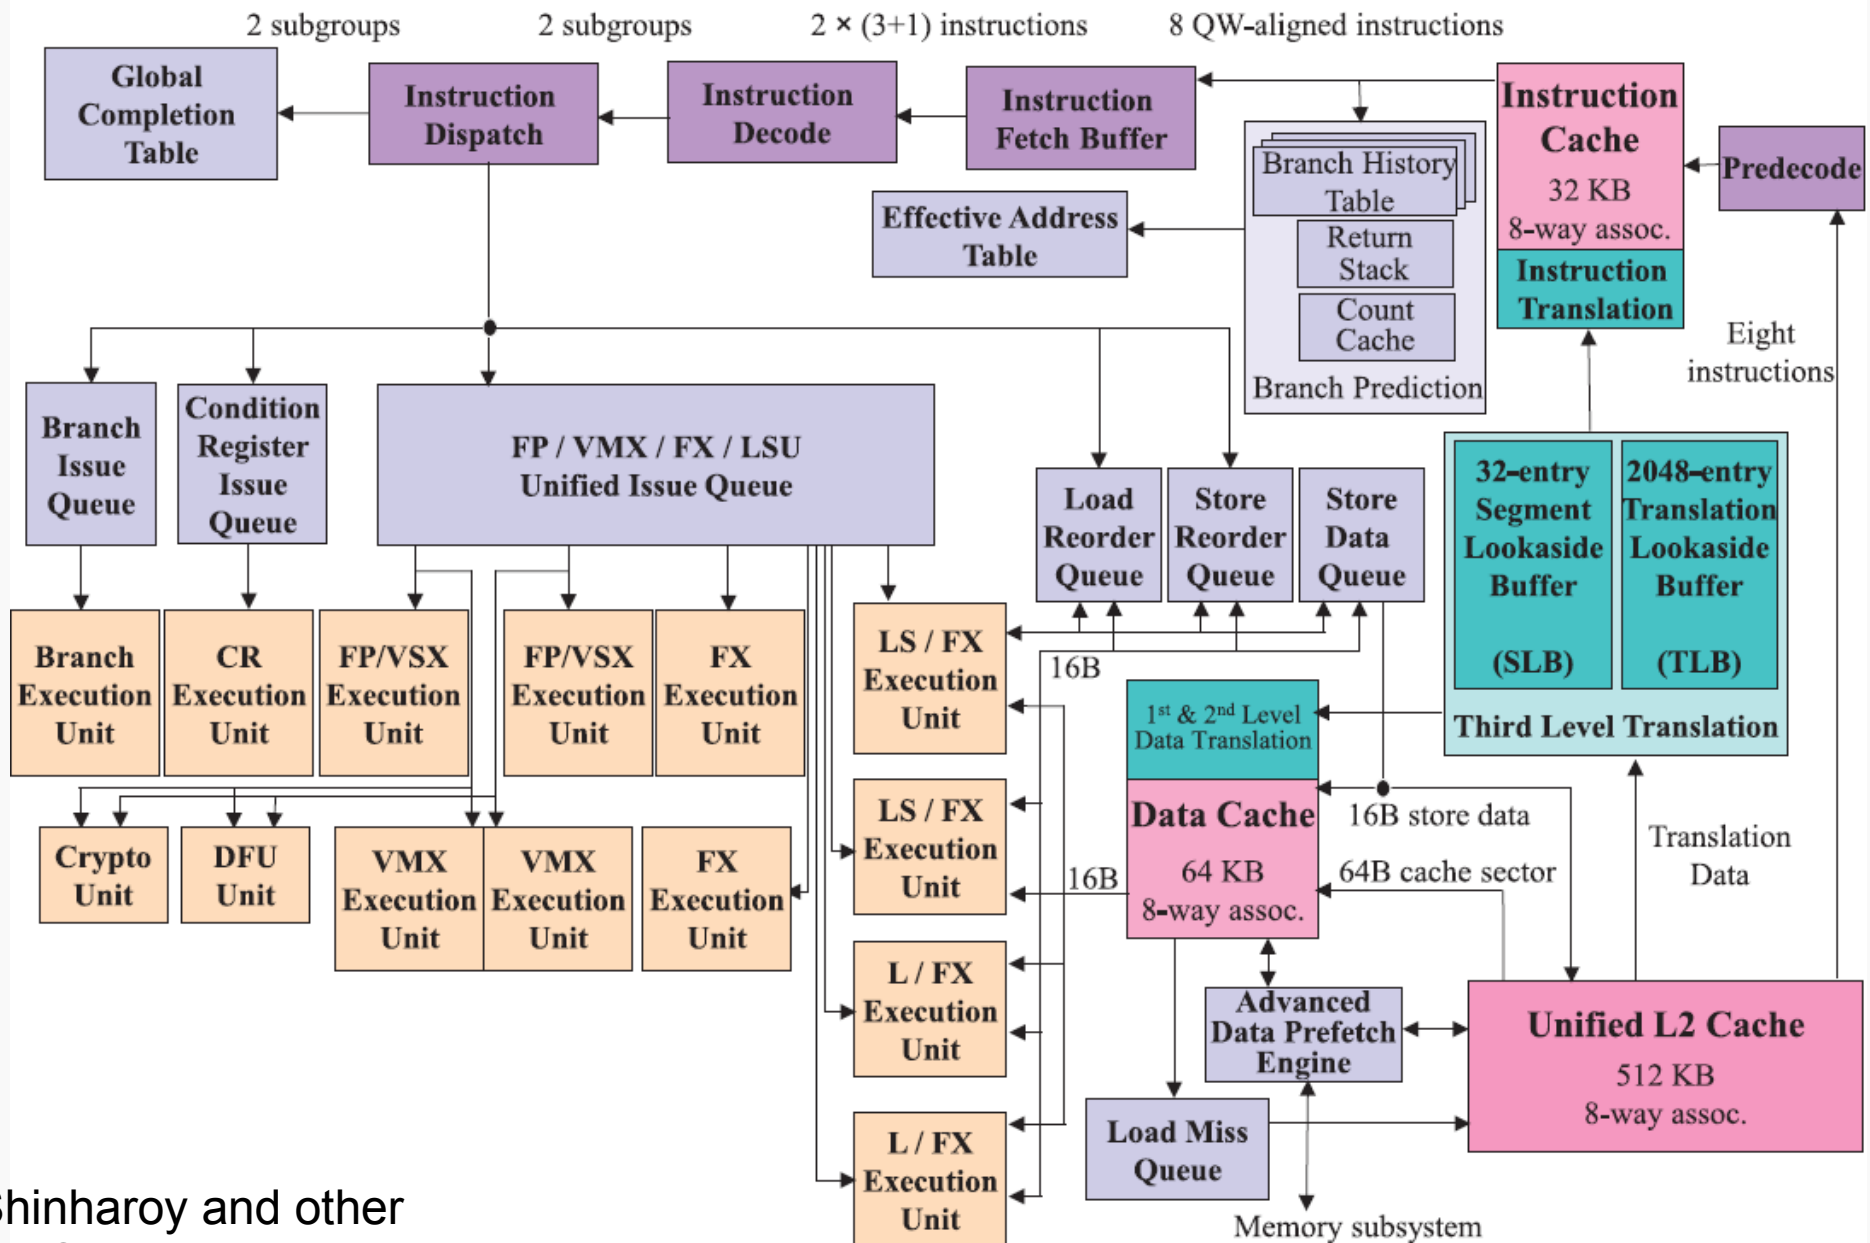 2 subgroups
2 subgroups
2 × (3+1) instructions
8 QW-aligned instructions
Global
Completion
Table
Instruction
Dispatch
Instruction
Decode
Instruction
Fetch Buffer
Instruction
Cache
32 KB
8-way assoc.
Instruction
Translation
Predecode
Branch History
Table
Return
Stack
Count
Cache
Branch Prediction
Effective Address
Table
Eight
instructions
Branch
Issue
Queue
Condition
Register
Issue
Queue
FP / VMX / FX / LSU
Unified Issue Queue
Load
Reorder
Queue
Store
Reorder
Queue
Store
Data
Queue
32-entry
Segment
Lookaside
Buffer
(SLB)
2048-entry
Translation
Lookaside
Buffer
(TLB)
Third Level Translation
Branch
Execution
Unit
CR
Execution
Unit
FP/VSX
Execution
Unit
FP/VSX
Execution
Unit
FX
Execution
Unit
LS / FX
Execution
Unit
16B
1st & 2nd Level
Data Translation
Data Cache
64 KB
8-way assoc.
16B store data
64B cache sector
Translation
Data
Crypto
Unit
DFU
Unit
VMX
Execution
Unit
VMX
Execution
Unit
FX
Execution
Unit
LS / FX
Execution
Unit
16B
L / FX
Execution
Unit
Advanced
Data Prefetch
Engine
Unified L2 Cache
512 KB
8-way assoc.
L / FX
Execution
Unit
Load Miss
Queue
Memory subsystem
hinharoy and other